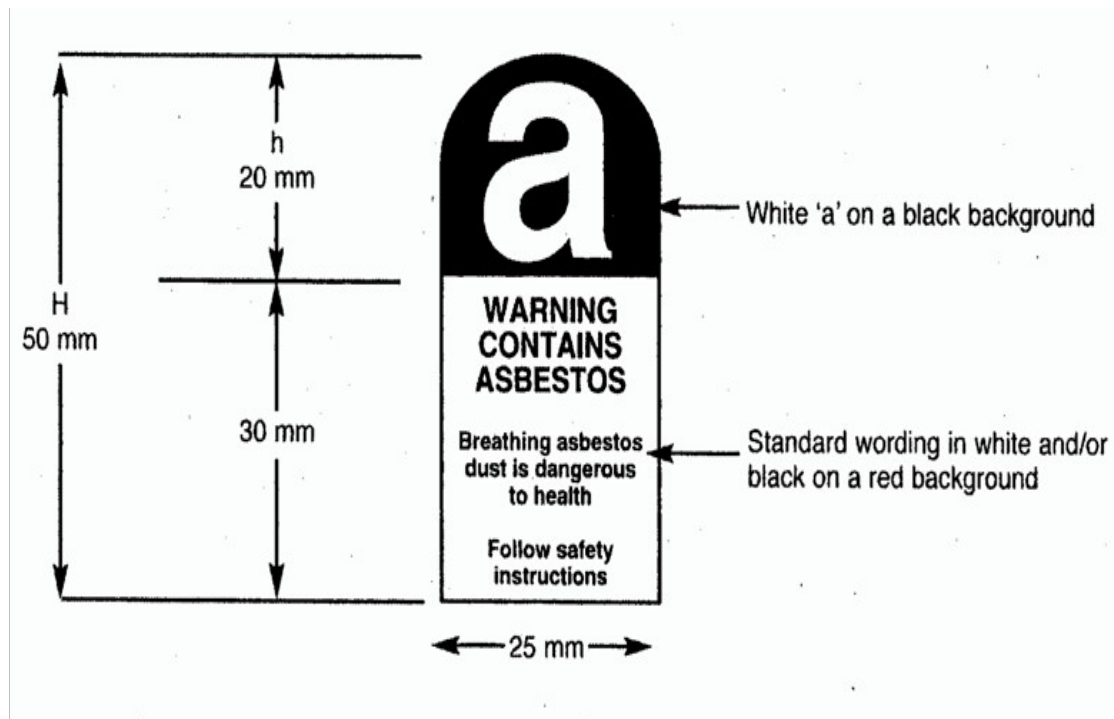 h
20 mm
H
50 mm
30 mm
a
WARNING
CONTAINS
ASBESTOS
Breathing asbestos
dust is dangerous
to health
Follow safety
instructions
25 mm
White ‘a’ on a black background
Standard wording in white and/or
black on a red background